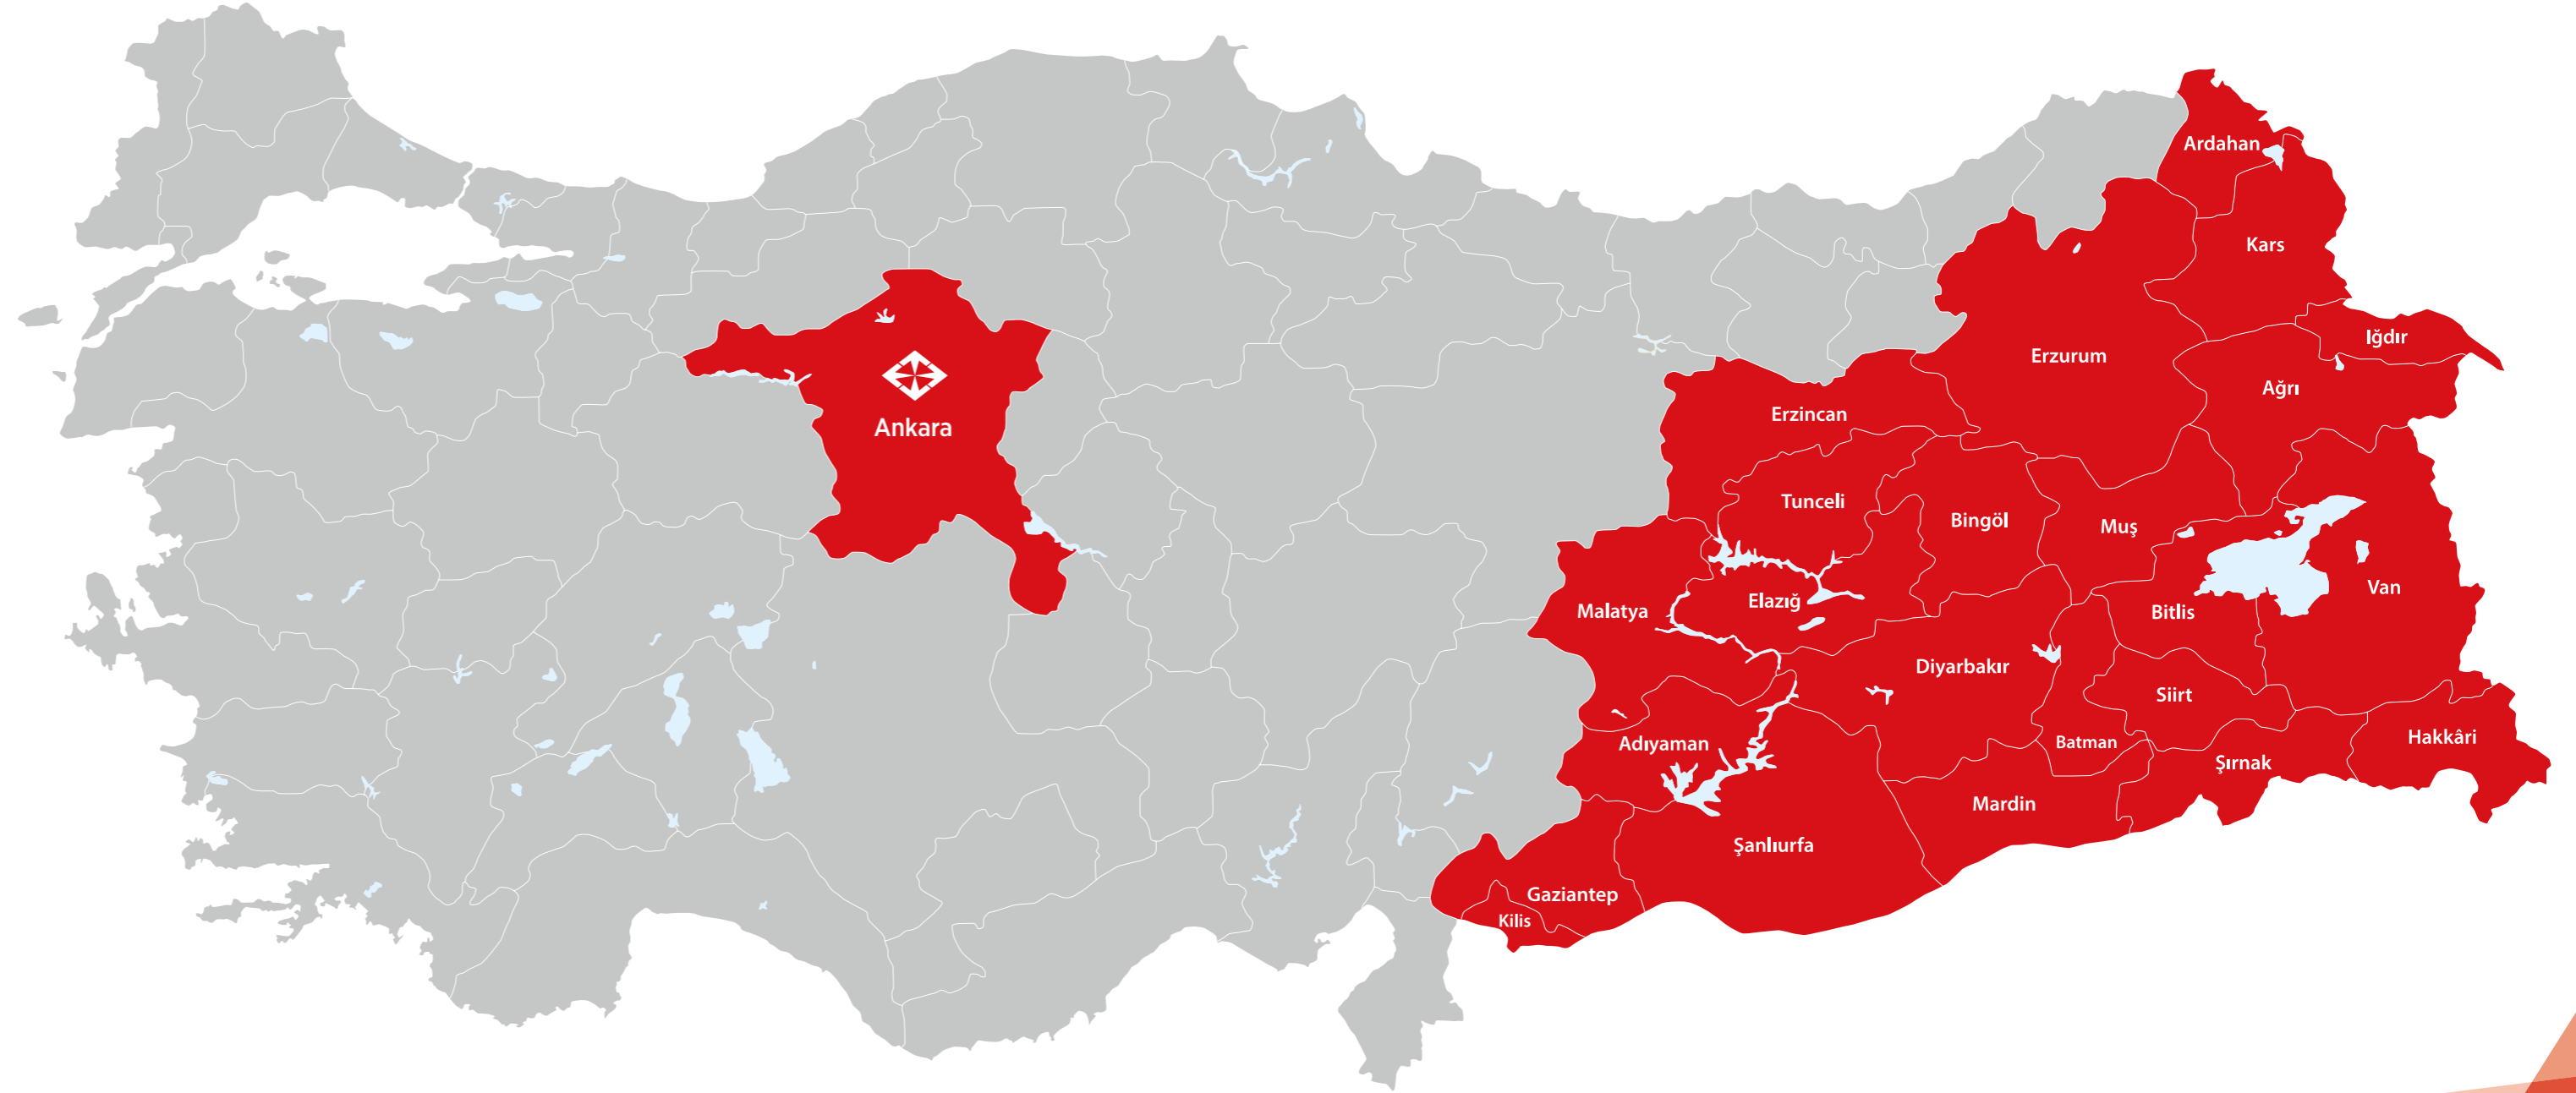 Ardahan
Kars
Iğdır
Erzurum
Ağrı
Erzincan
Ankara
Tunceli
Bingöl
Muş
Van
Elazığ
Malatya
Bitlis
Diyarbakır
Siirt
Hakkâri
Batman
Adıyaman
Şırnak
Mardin
Şanlıurfa
Gaziantep
Kilis